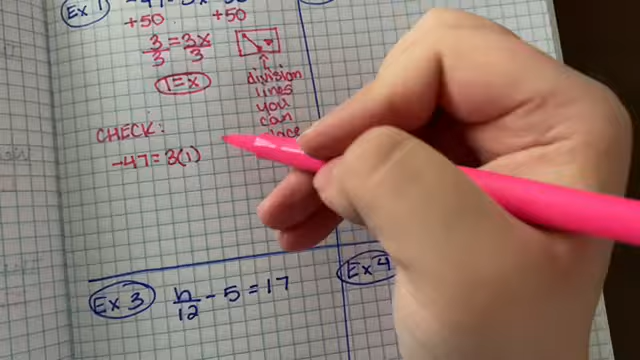 Ex 1
+50 +50
3/3 = 3x/3
1=x
division
lines
you
can
CHECK:
-47=3(1)
Ex 3 n/12 - 5 = 17
Ex 4